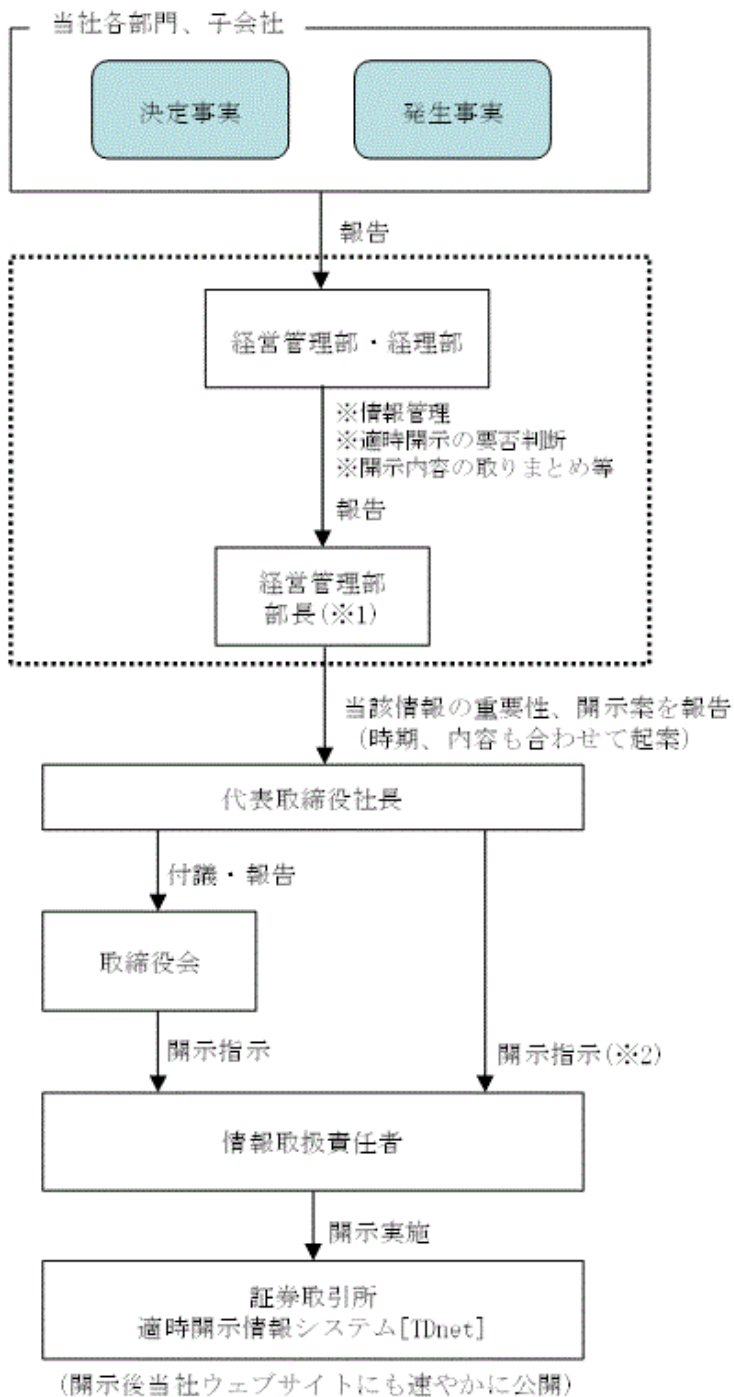 当社各部門、子会社
決定事実
発生事実
報告
経営管理部・経理部
※情報管理
※適時開示の要否判断
※開示内容の取りまとめ等
報告
経営管理部
部長(※1)
当該情報の重要性、開示案を報告
(時期、内容も合わせて起案)
代表取締役社長
付議・報告
取締役会
開示指示
開示指示(※2)
情報取扱責任者
開示実施
証券取引所
適時開示情報システム[TDnet]
(開示後当社ウェブサイトにも速やかに公開)